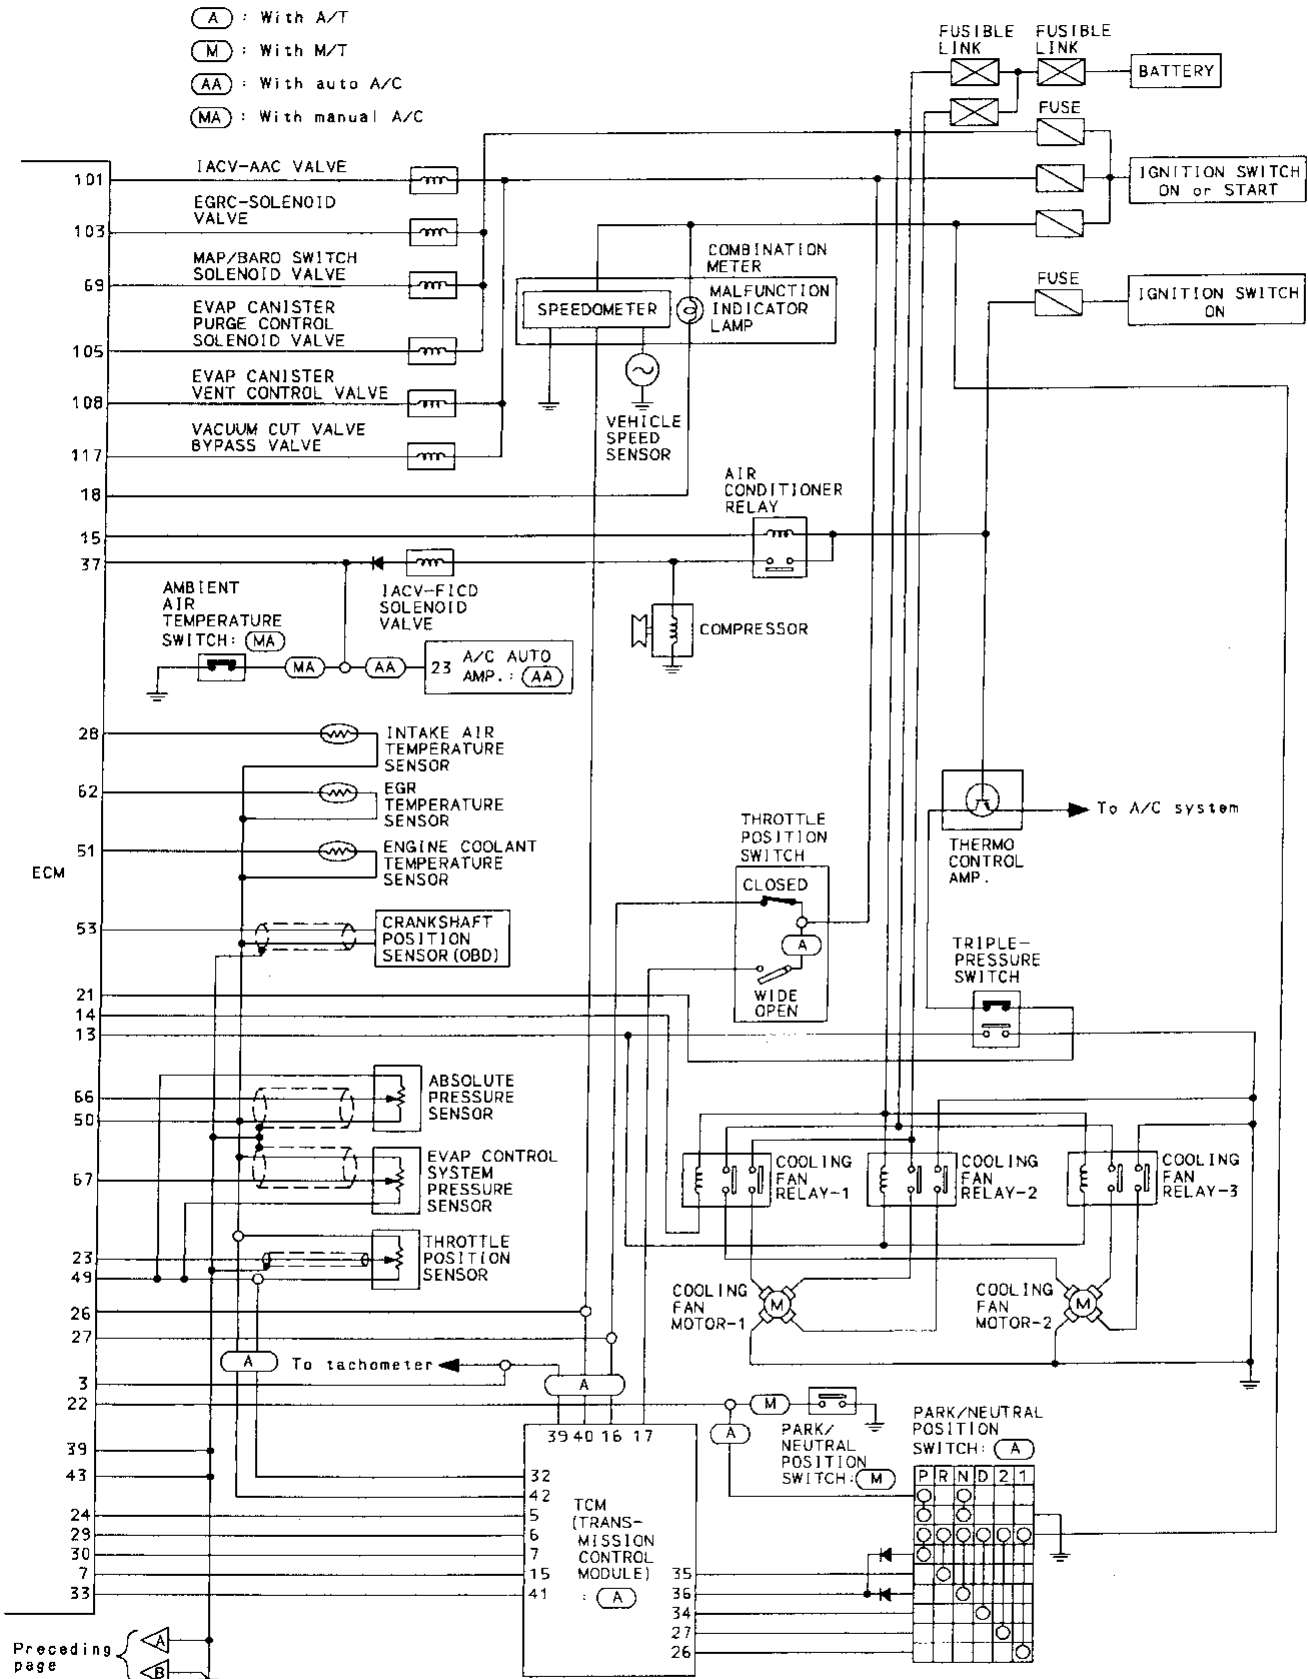 A : With A/T
M : With M/T
AA : With auto A/C
MA : With manual A/C
FUSIBLE LINK
FUSIBLE LINK
BATTERY
FUSE
IGNITION SWITCH
ON or START
FUSE
IGNITION SWITCH
ON
101
IACV-AAC VALVE
103
EGRC-SOLENOID
VALVE
69
MAP/BARO SWITCH
SOLENOID VALVE
105
EVAP CANISTER
PURGE CONTROL
SOLENOID VALVE
108
EVAP CANISTER
VENT CONTROL VALVE
117
VACUUM CUT VALVE
BYPASS VALVE
18
15
37
COMBINATION
METER
SPEEDOMETER
MALFUNCTION
INDICATOR
LAMP
VEHICLE
SPEED
SENSOR
AIR
CONDITIONER
RELAY
AMBIENT
AIR
TEMPERATURE
SWITCH: MA
IACV-FICD
SOLENOID
VALVE
COMPRESSOR
MA
AA
23 A/C AUTO
AMP. : AA
28
INTAKE AIR
TEMPERATURE
SENSOR
62
EGR
TEMPERATURE
SENSOR
51
ENGINE COOLANT
TEMPERATURE
SENSOR
ECM
53
CRANKSHAFT
POSITION
SENSOR(OBD)
THROTTLE
POSITION
SWITCH
CLOSED
A
WIDE
OPEN
To A/C system
THERMO
CONTROL
AMP.
TRIPLE-
PRESSURE
SWITCH
21
14
13
66
50
ABSOLUTE
PRESSURE
SENSOR
67
EVAP CONTROL
SYSTEM
PRESSURE
SENSOR
23
49
THROTTLE
POSITION
SENSOR
COOLING
FAN
RELAY-1
COOLING
FAN
RELAY-2
COOLING
FAN
RELAY-3
COOLING
FAN
MOTOR-1
M
COOLING
FAN
MOTOR-2
M
26
27
A
To tachometer
3
A
22
M
A
PARK/
NEUTRAL
POSITION
SWITCH: M
PARK/NEUTRAL
POSITION
SWITCH: A
P R N D 2 1
39 40 16 17
39
43
24
29
30
7
33
32
42
5
6
7
15
41
TCM
(TRANS-
MISSION
CONTROL
MODULE)
: A
35
36
34
27
26
Preceding
page
A
B